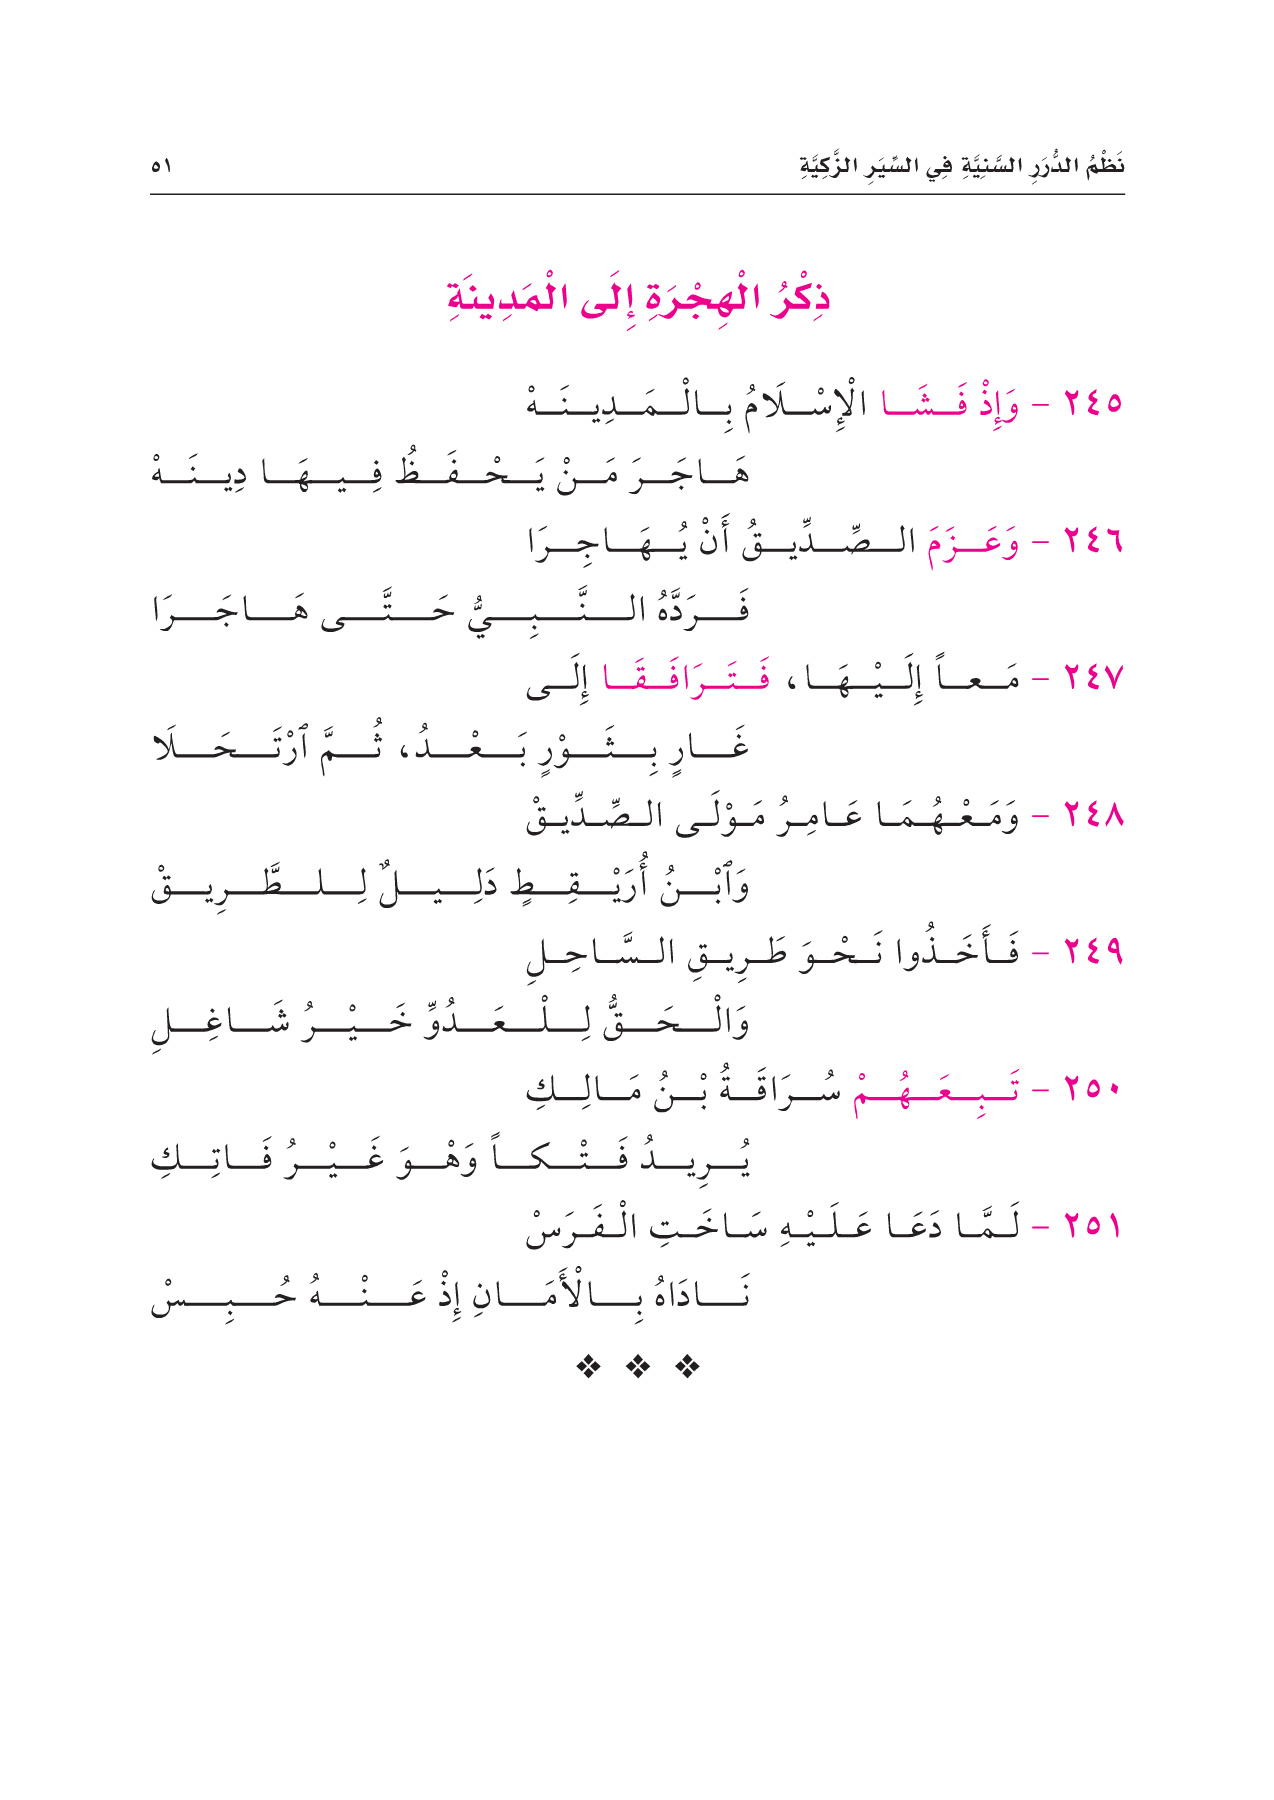 نَظْمُ الدُّرَرِ السَّنِيَّةِ فِي السِّيَرِ الزَّكِيَّةِ ٥١
ذِكْرُ الْهِجْرَةِ إِلَى الْمَدِينَةِ
٢٤٥ - وَإِذْ فَشَا الْإِسْلَامُ بِالْمَدِينَهْ
هَاجَرَ مَنْ يَحْفَظُ فِيهَا دِينَهْ
٢٤٦ - وَعَزَمَ الصِّدِّيقُ أَنْ يُهَاجِرَا
فَرَدَّهُ النَّبِيُّ حَتَّى هَاجَرَا
٢٤٧ - مَعاً إِلَيْهَا، فَتَرَافَقَا إِلَى
غَارٍ بِثَوْرٍ بَعْدُ، ثُمَّ ٱرْتَحَلَا
٢٤٨ - وَمَعْهُمَا عَامِرُ مَوْلَى الصِّدِّيقْ
وَٱبْنُ أُرَيْقِطٍ دَلِيلٌ لِلطَّرِيقْ
٢٤٩ - فَأَخَذُوا نَحْوَ طَرِيقِ السَّاحِلِ
وَالْحَقُّ لِلْعَدُوِّ خَيْرُ شَاغِلِ
٢٥٠ - تَبِعَهُمْ سُرَاقَةُ بْنُ مَالِكِ
يُرِيدُ فَتْكاً وَهْوَ غَيْرُ فَاتِكِ
٢٥١ - لَمَّا دَعَا عَلَيْهِ سَاخَتِ الْفَرَسْ
نَادَاهُ بِالْأَمَانِ إِذْ عَنْهُ حُبِسْ